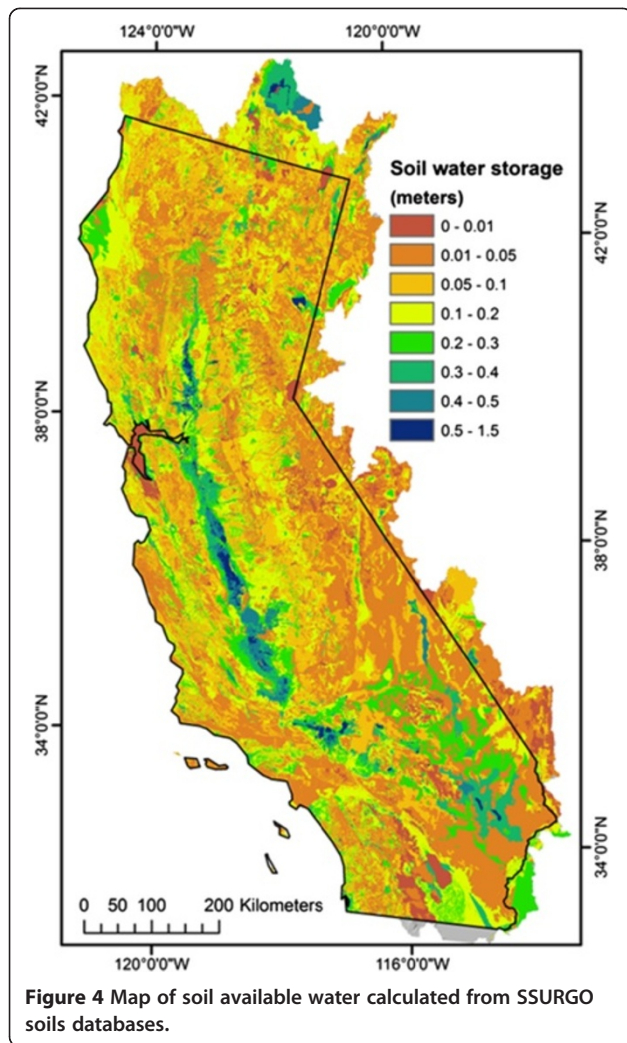 124°0'0"W
120°0'0"W
42°0'0"N
Soil water storage
(meters)
0 - 0.01
0.01 - 0.05
0.05 - 0.1
0.1 - 0.2
0.2 - 0.3
0.3 - 0.4
0.4 - 0.5
0.5 - 1.5
42°0'0"N
38°0'0"N
38°0'0"N
34°0'0"N
34°0'0"N
0 50 100 200 Kilometers
120°0'0"W
116°0'0"W
Figure 4 Map of soil available water calculated from SSURGO
soils databases.